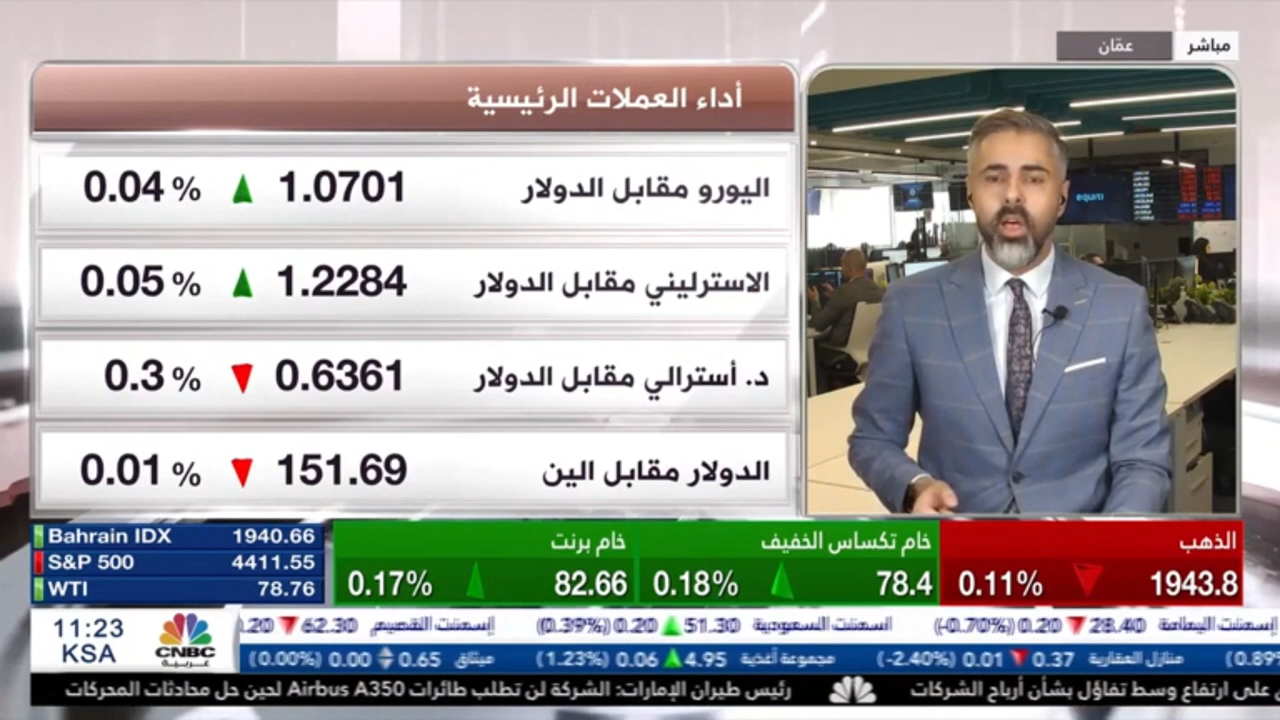 مباشر عمّان
أداء العملات الرئيسية
اليورو مقابل الدولار 1.0701 ▲ 0.04 %
الاسترليني مقابل الدولار 1.2284 ▲ 0.05 %
د. أسترالي مقابل الدولار 0.6361 ▼ 0.3 %
الدولار مقابل الين 151.69 ▼ 0.01 %
equiti
Bahrain IDX 1940.66
S&P 500 4411.55
WTI 78.76
الذهب
1943.8 ▼ 0.11%
خام تكساس الخفيف
78.4 ▲ 0.18%
خام برنت
82.66 ▲ 0.17%
11:23
KSA
CNBC
عربية
إسمنت اليمامة 28.40 ▼ 0.20 (-0.70%) اسمنت السعودية 51.30 ▲ 0.20 (0.39%) إسمنت القصيم 62.30 ▼ .20
(0.89% منازل العقارية 0.37 ▼ 0.01 (-2.40%) مجموعة أغذية 4.95 ▲ 0.06 (1.23%) ميثاق 0.65 0.00 (0.00%)
على ارتفاع وسط تفاؤل بشأن أرباح الشركات رئيس طيران الإمارات: الشركة لن تطلب طائرات Airbus A350 لحين حل محادثات المحركات